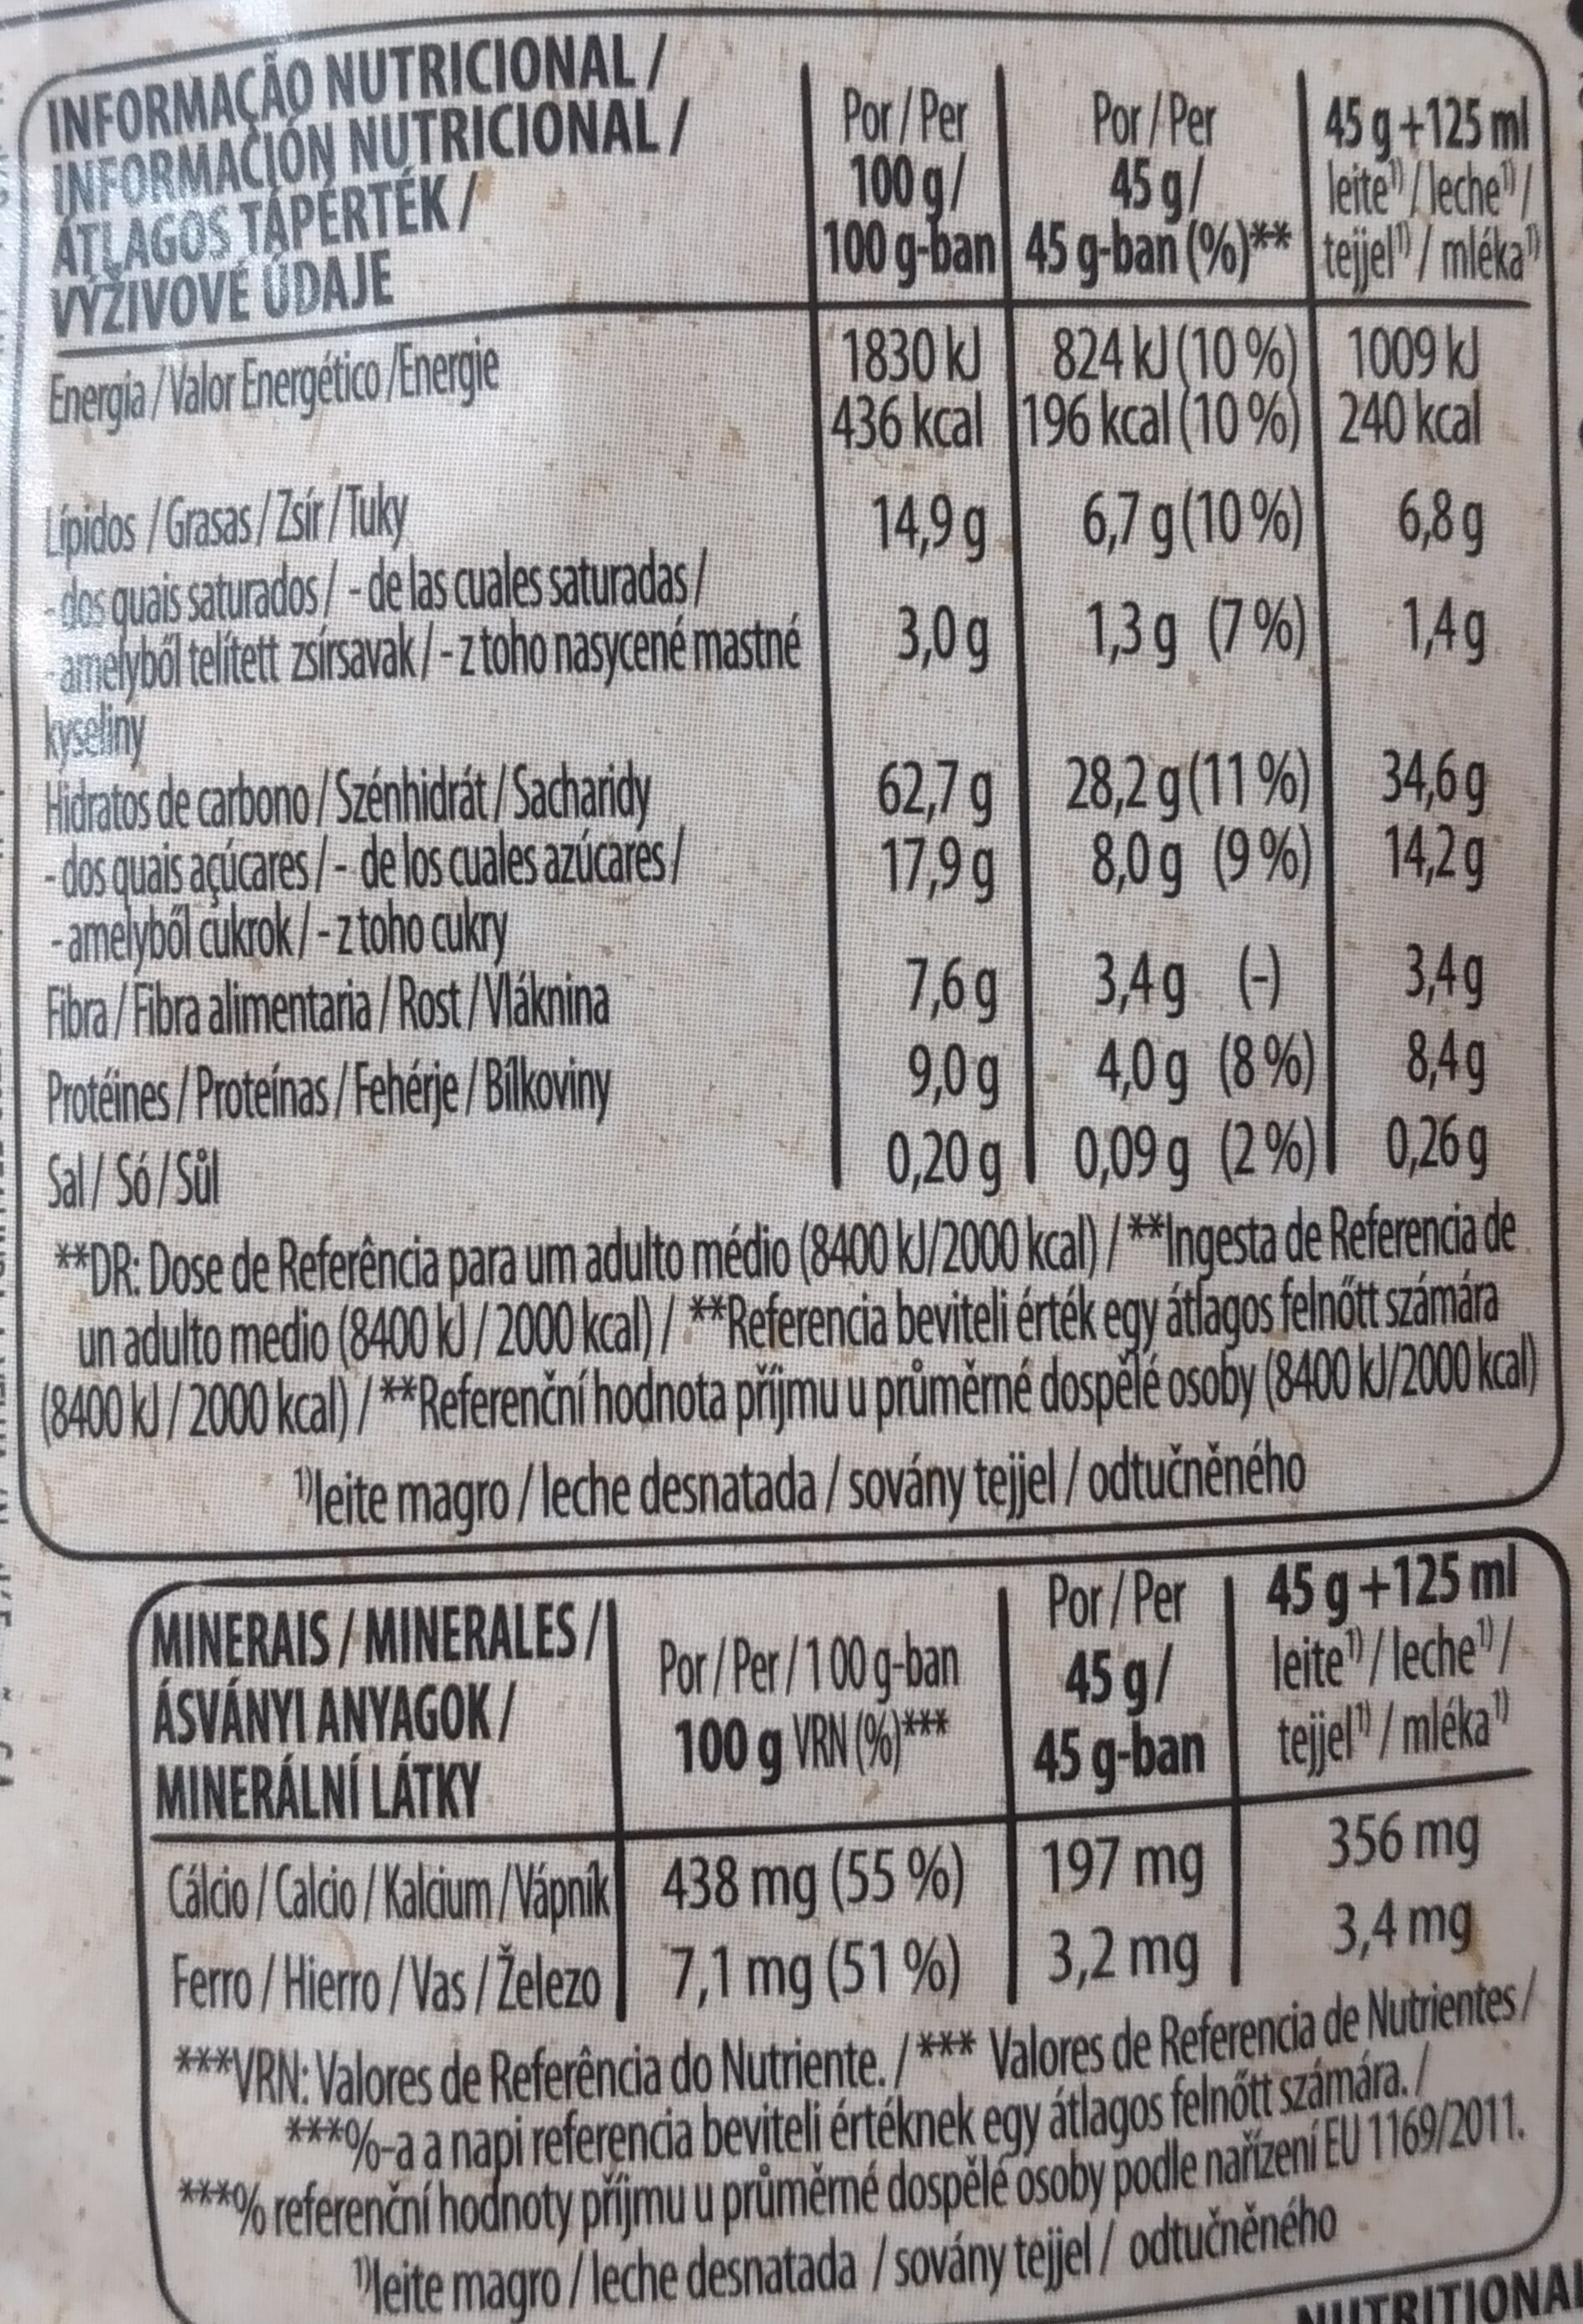 INFORMAÇÃO NUTRICIONAL /
INFORMACIÓN NUTRICIONAL /
ÁTLAGOS TÁPÉRTÉK /
VÝŽIVOVÉ ÚDAJE
Por / Per
100 g /
100 g-ban
Por / Per
45 g /
45 g-ban (%)**
45 g +125 ml
leite¹⁾ / leche¹⁾ /
tejjel¹⁾ / mléka¹⁾
Energia / Valor Energético /Energie 1830 kJ 824 kJ (10 %) 1009 kJ
436 kcal 196 kcal (10 %) 240 kcal
Lípidos / Grasas / Zsír / Tuky 14,9 g 6,7 g (10 %) 6,8 g
- dos quais saturados / - de las cuales saturadas /
- amelyből telített zsírsavak / - z toho nasycené mastné 3,0 g 1,3 g (7 %) 1,4 g
kyseliny
Hidratos de carbono / Szénhidrát / Sacharidy 62,7 g 28,2 g (11 %) 34,6 g
- dos quais açúcares / - de los cuales azúcares / 17,9 g 8,0 g (9 %) 14,2 g
- amelyből cukrok / - z toho cukry
Fibra / Fibra alimentaria / Rost / Vláknina 7,6 g 3,4 g (-) 3,4 g
Protéines / Proteínas / Fehérje / Bílkoviny 9,0 g 4,0 g (8 %) 8,4 g
Sal / Só / Sůl 0,20 g 0,09 g (2 %) 0,26 g
**DR: Dose de Referência para um adulto médio (8400 kJ/2000 kcal) / **Ingesta de Referencia de
un adulto medio (8400 kJ / 2000 kcal) / **Referencia beviteli érték egy átlagos felnőtt számára
(8400 kJ / 2000 kcal) / **Referenční hodnota příjmu u průměrné dospělé osoby (8400 kJ/2000 kcal)
¹⁾leite magro / leche desnatada / sovány tejjel / odtučněného
MINERAIS / MINERALES /
ÁSVÁNYI ANYAGOK /
MINERÁLNÍ LÁTKY
Por / Per / 100 g-ban
100 g VRN (%)***
Por / Per
45 g /
45 g-ban
45 g +125 ml
leite¹⁾ / leche¹⁾ /
tejjel¹⁾ / mléka¹⁾
Cálcio / Calcio / Kalcium / Vápník 438 mg (55 %) 197 mg 356 mg
Ferro / Hierro / Vas / Železo 7,1 mg (51 %) 3,2 mg 3,4 mg
***VRN: Valores de Referência do Nutriente. / *** Valores de Referencia de Nutrientes /
***%-a a napi referencia beviteli értéknek egy átlagos felnőtt számára. /
***% referenční hodnoty příjmu u průměrné dospělé osoby podle nařízení EU 1169/2011.
¹⁾leite magro / leche desnatada / sovány tejjel / odtučněného